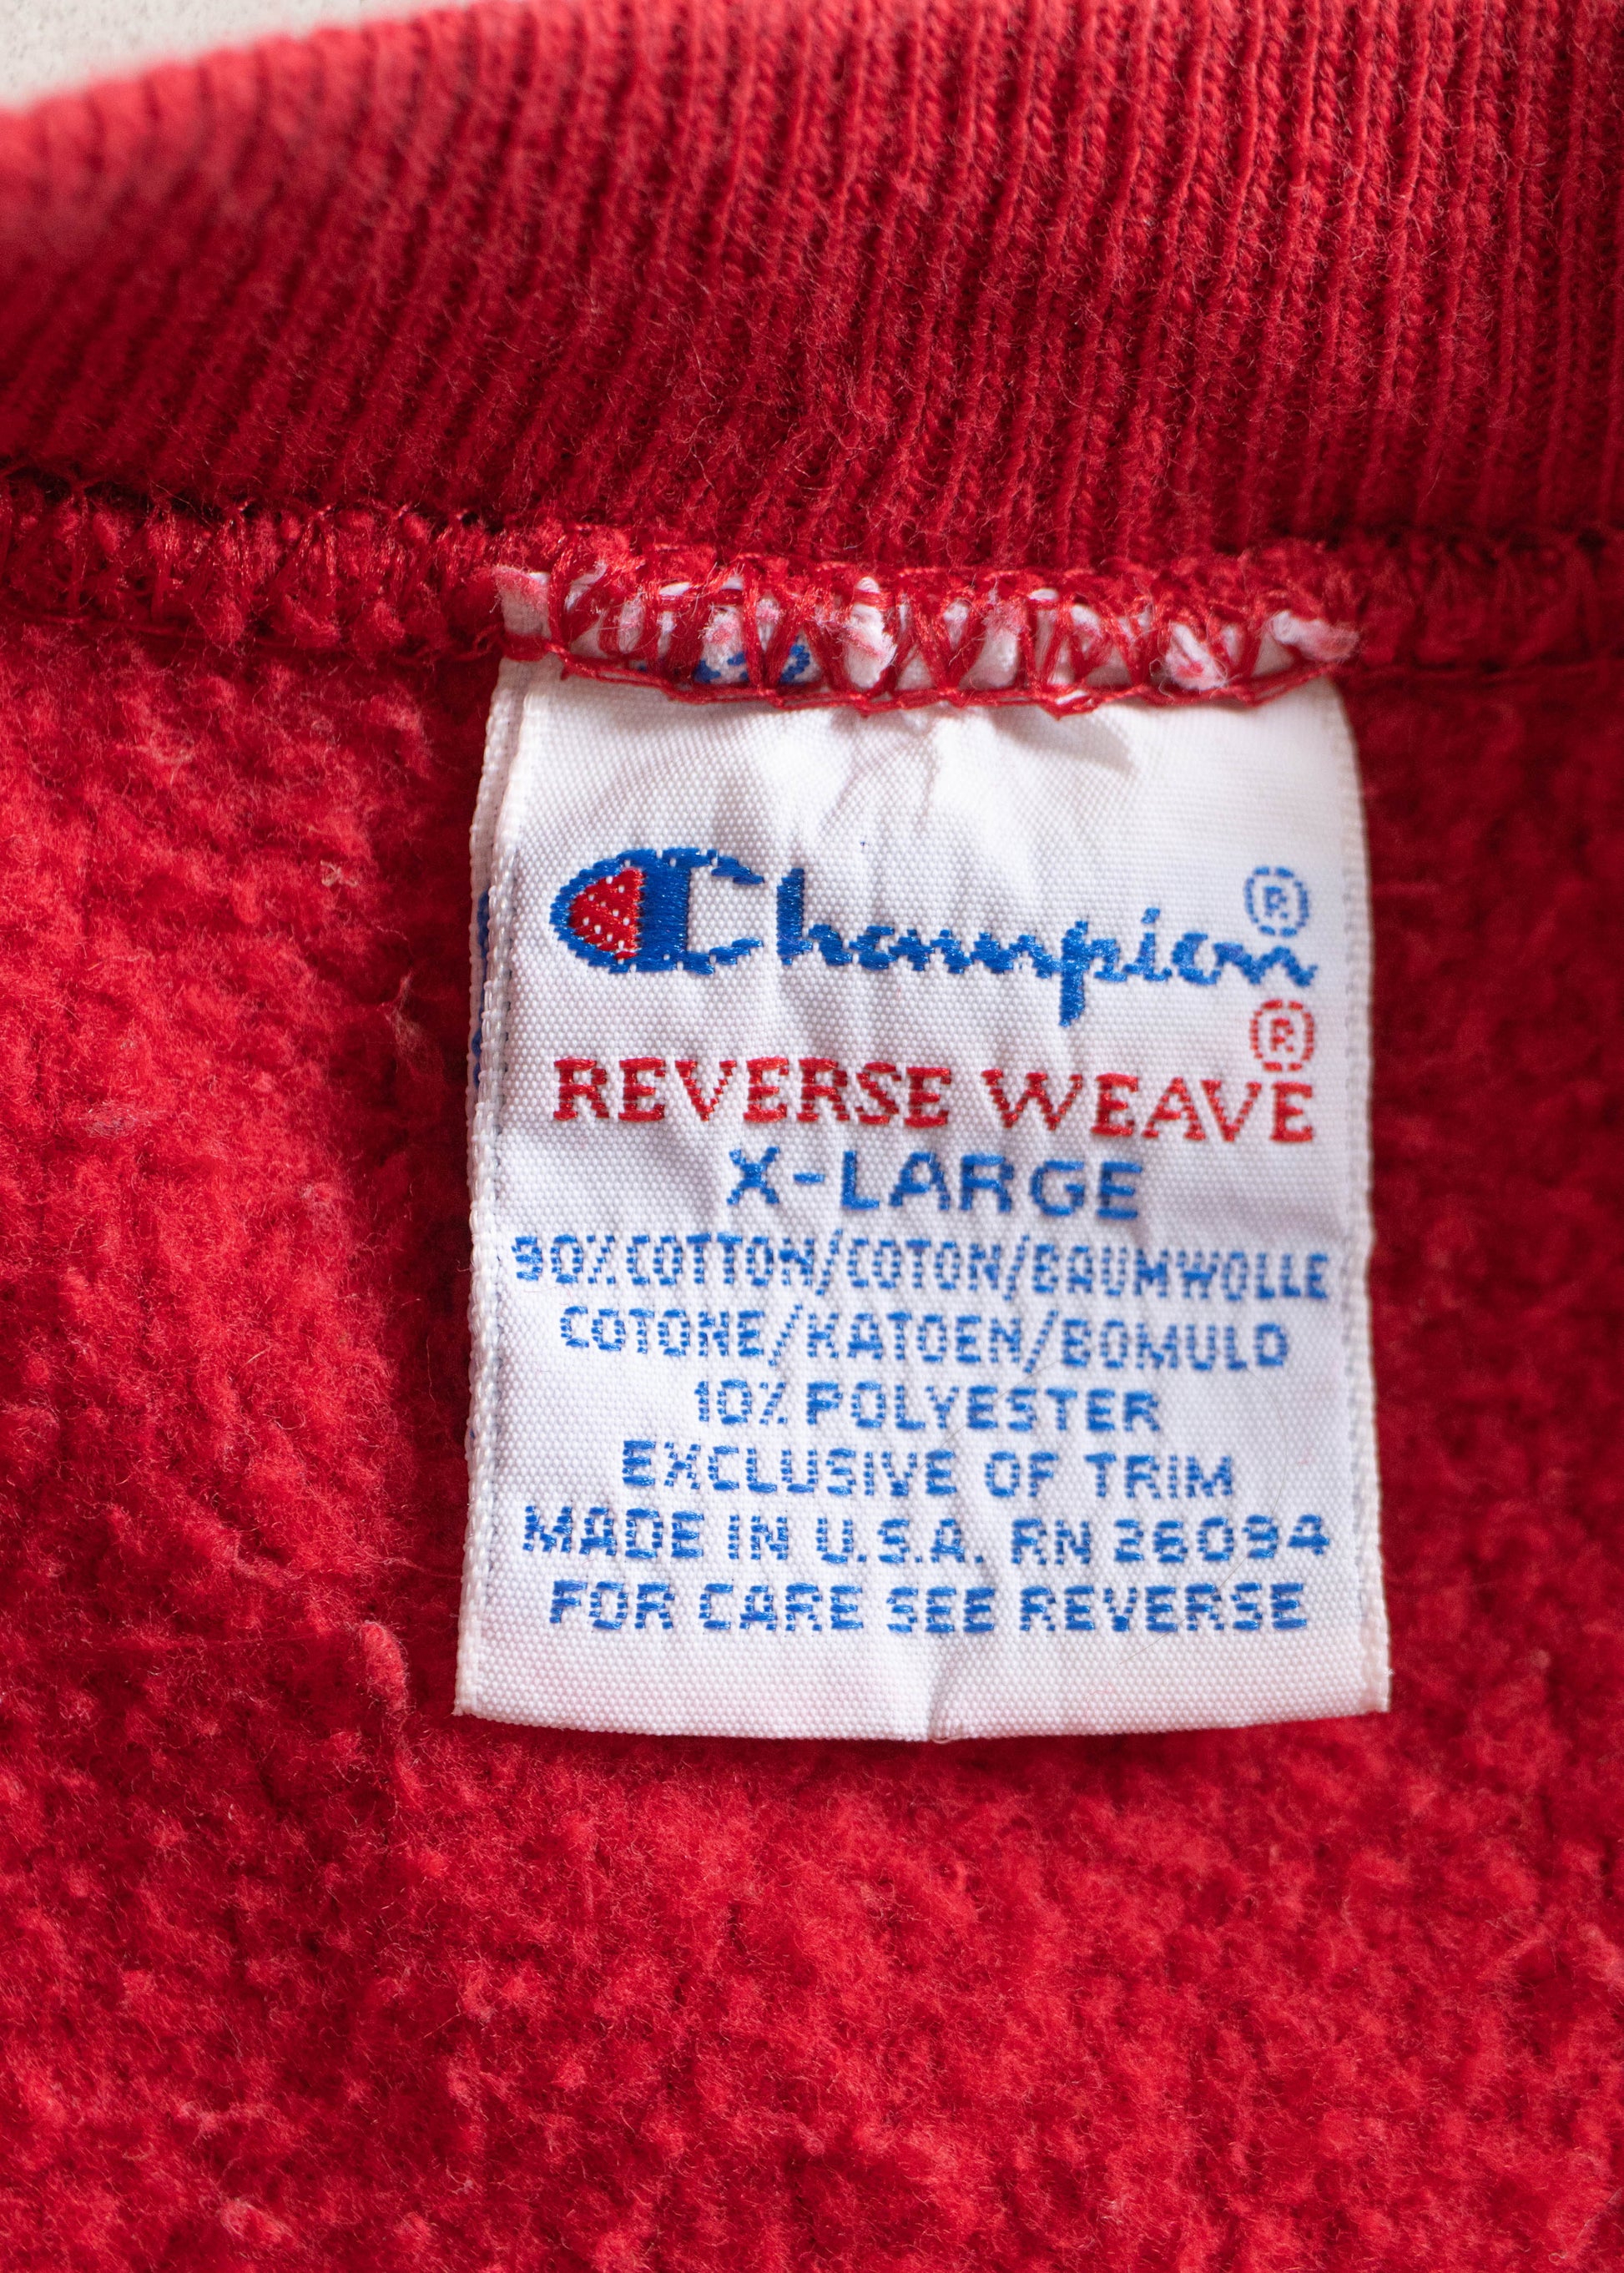 Champion®
REVERSE WEAVE®
X-LARGE
90% COTTON/COTON/BAUMWOLLE
COTONE/KATOEN/BOMULD
10% POLYESTER
EXCLUSIVE OF TRIM
MADE IN U.S.A. RN 26094
FOR CARE SEE REVERSE